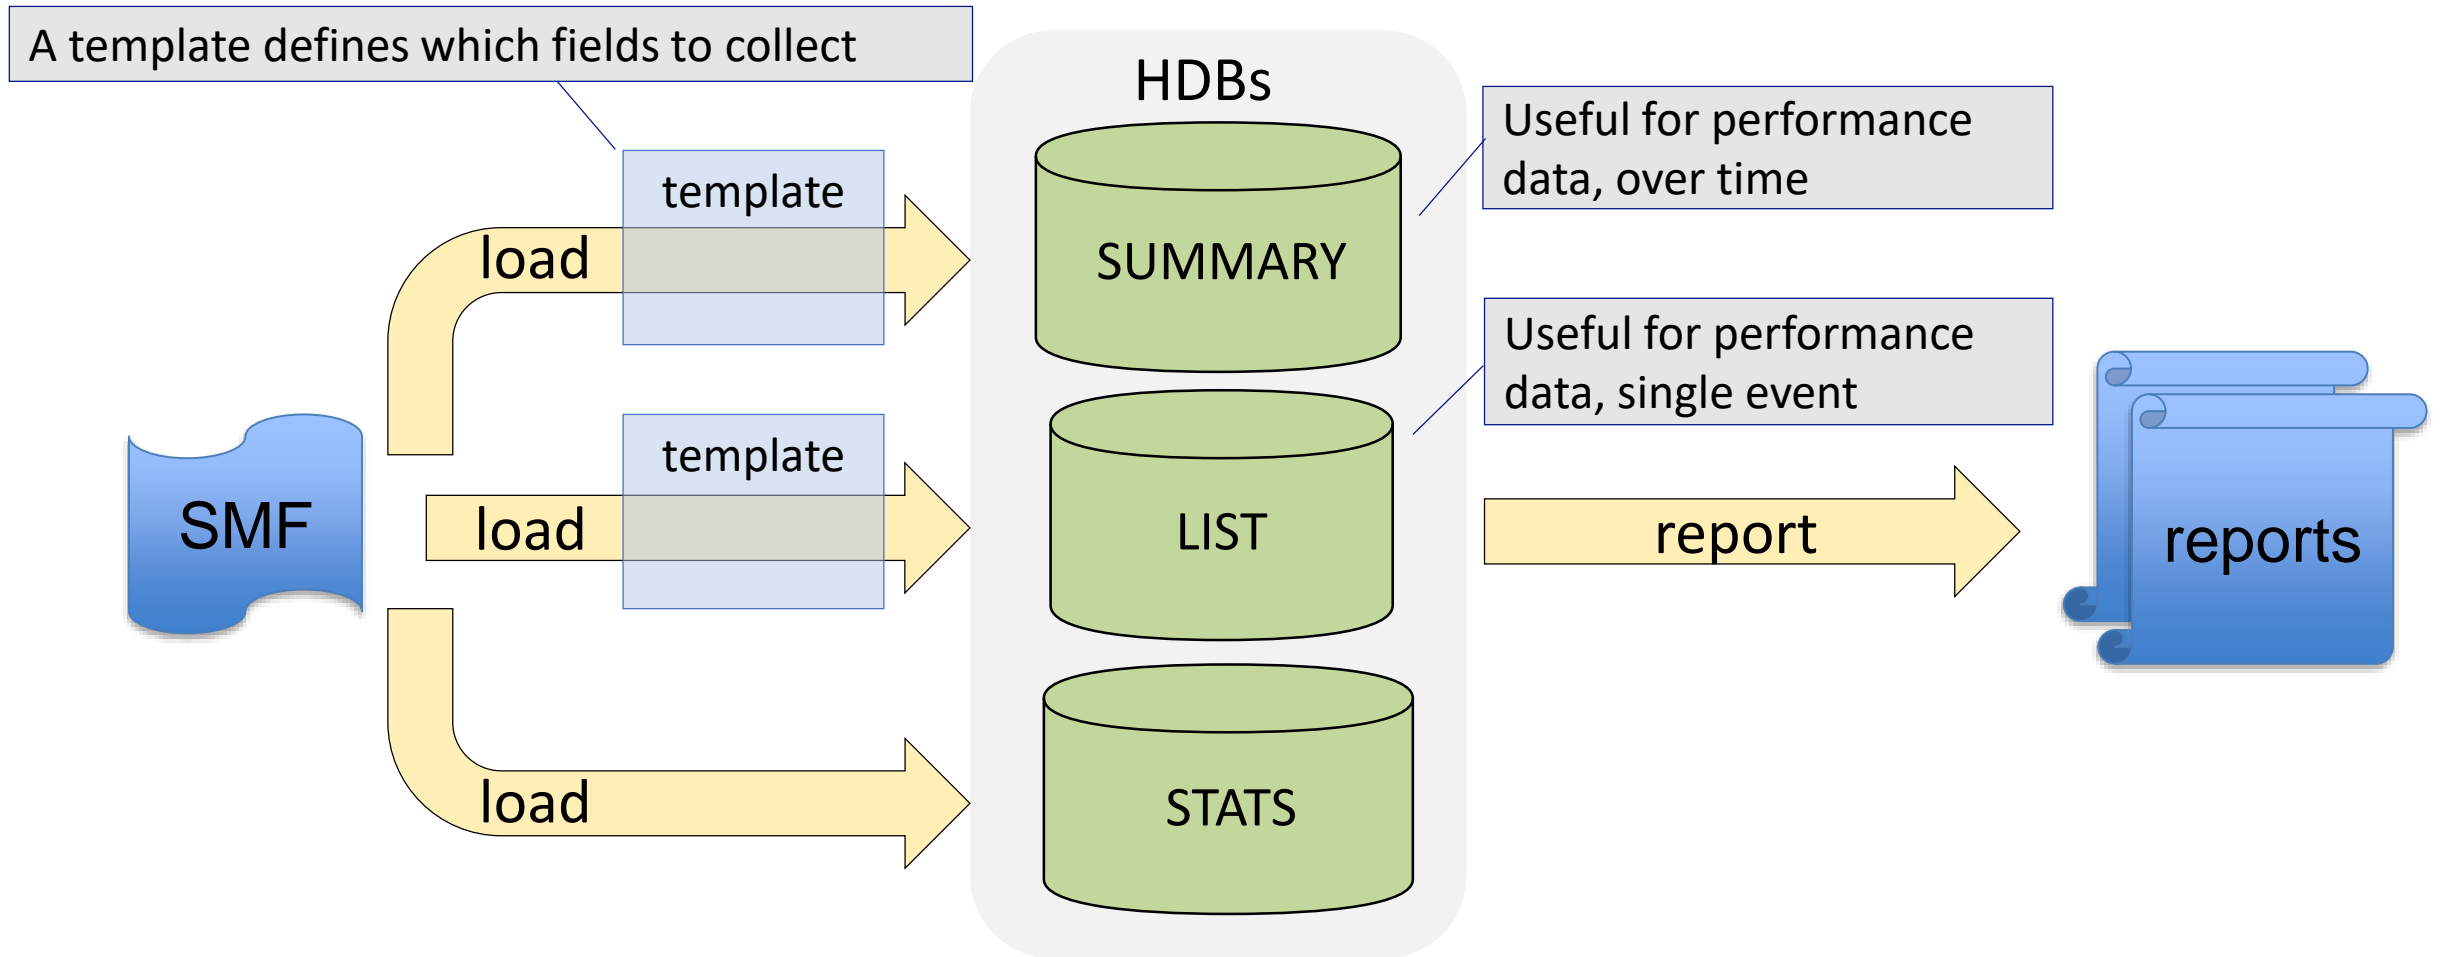 A template defines which fields to collect
HDBs
Useful for performance
data, over time
template
load
SUMMARY
Useful for performance
data, single event
template
SMF
load
LIST
report
reports
load
STATS